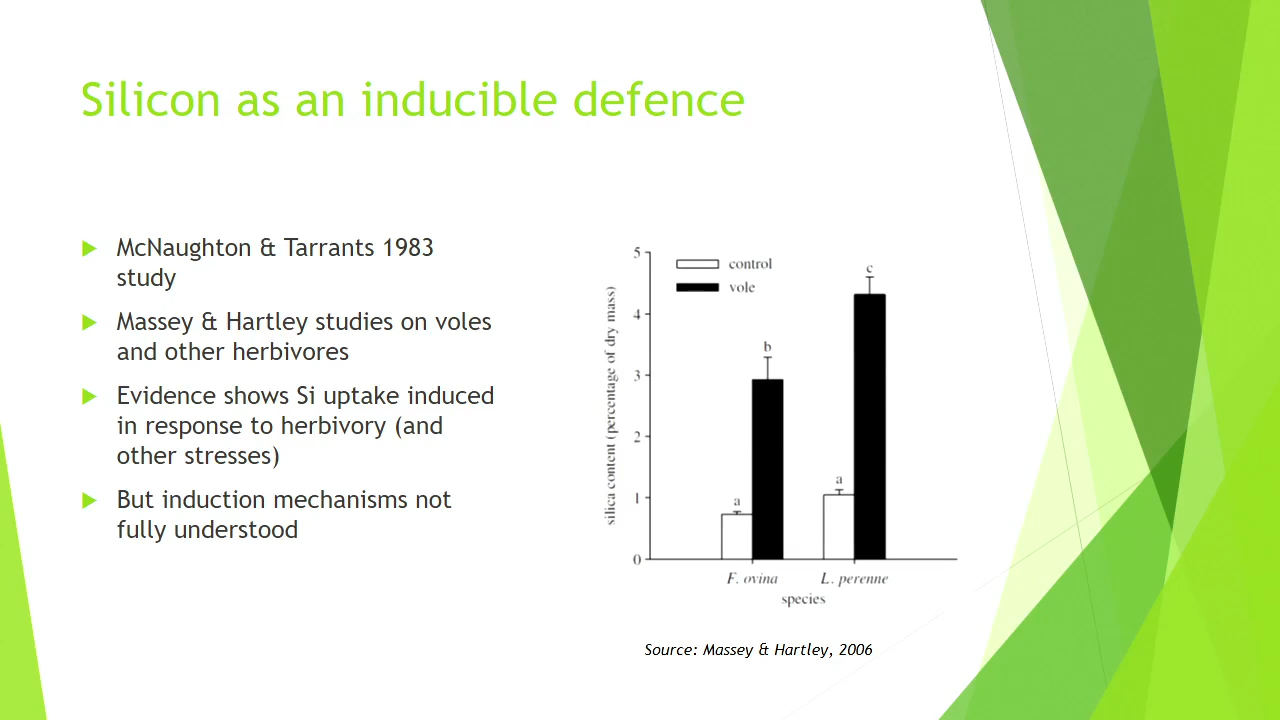 Silicon as an inducible defence
McNaughton & Tarrants 1983
study
Massey & Hartley studies on voles
and other herbivores
Evidence shows Si uptake induced
in response to herbivory (and
other stresses)
But induction mechanisms not
fully understood
5
4
3
2
1
0
silica content (percentage of dry mass)
control
vole
a
b
a
c
F. ovina
L. perenne
species
Source: Massey & Hartley, 2006